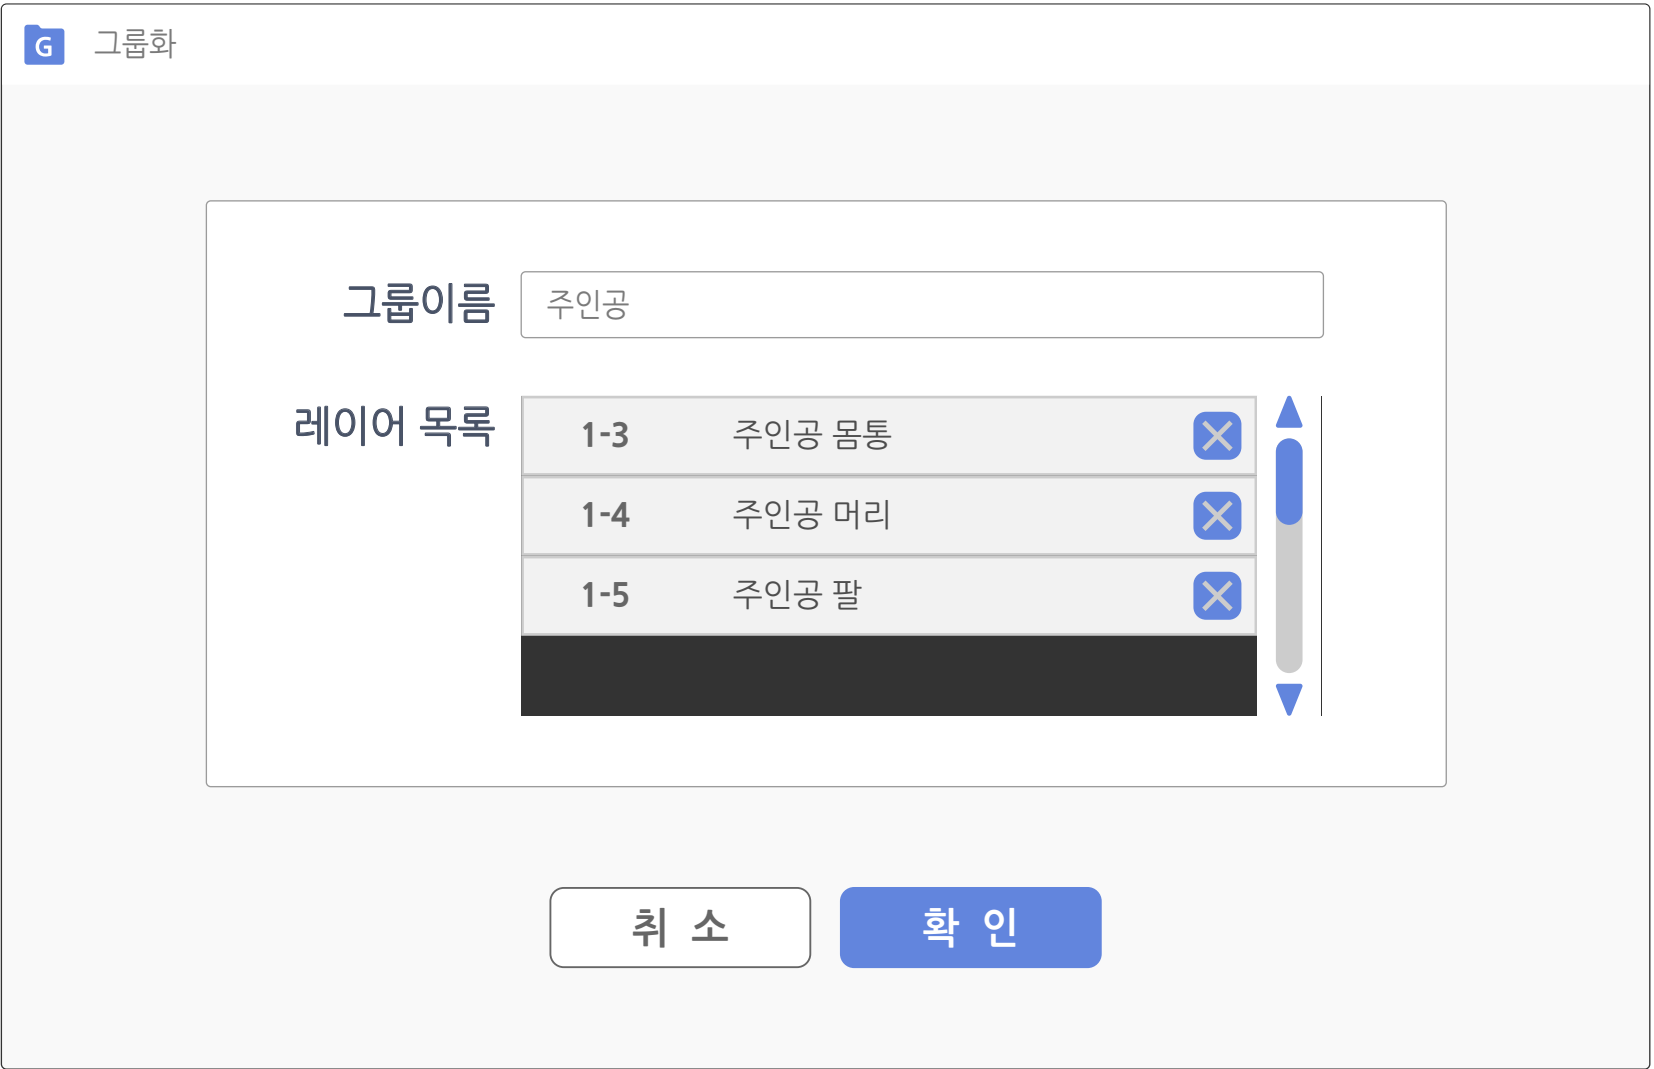 G 그룹화
그룹이름 주인공
레이어 목록
1-3 주인공 몸통
1-4 주인공 머리
1-5 주인공 팔
취 소 확 인